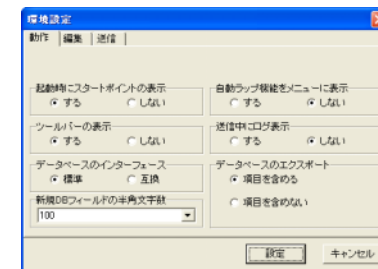 環境設定
動作 編集 送信
起動時にスタートポイントの表示
する しない
自動ラップ機能をメニューに表示
する しない
ツールバーの表示
する しない
送信中にログ表示
する しない
データベースのインターフェース
標準 互換
データベースのエクスポート
項目を含める
項目を含めない
新規DBフィールドの半角文字数
100
設定 キャンセル